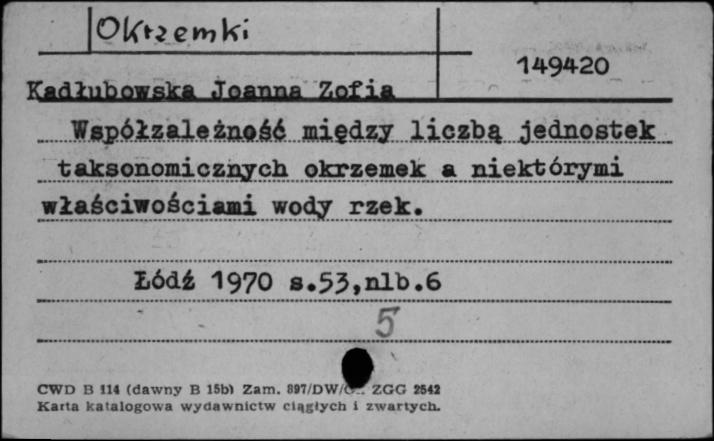 Okrzemki
149420
Kadłubowska Joanna Zofia
Współzależność między liczbą jednostek
taksonomicznych okrzemek a niektórymi
właściwościami wody rzek.
Łódź 1970 s.53,nlb.6
5
CWD B 114 (dawny B 15b) Zam. 897/DW/ ZGG 2542
Karta katalogowa wydawnictw ciągłych i zwartych.